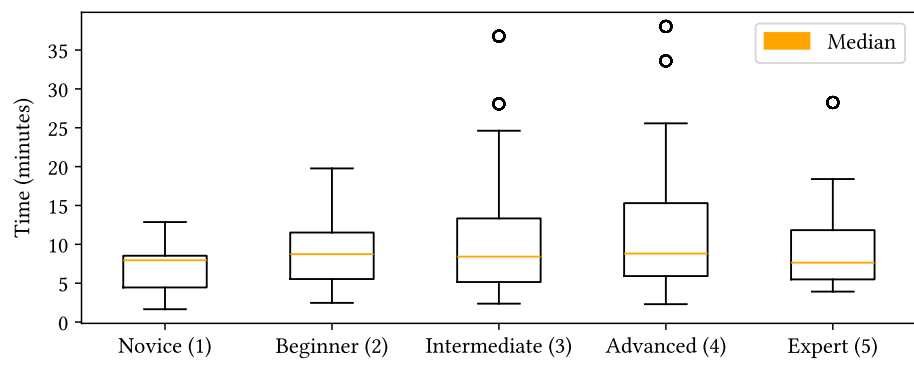 Time (minutes)
35
30
25
20
15
10
5
0
Median
Novice (1)
Beginner (2)
Intermediate (3)
Advanced (4)
Expert (5)